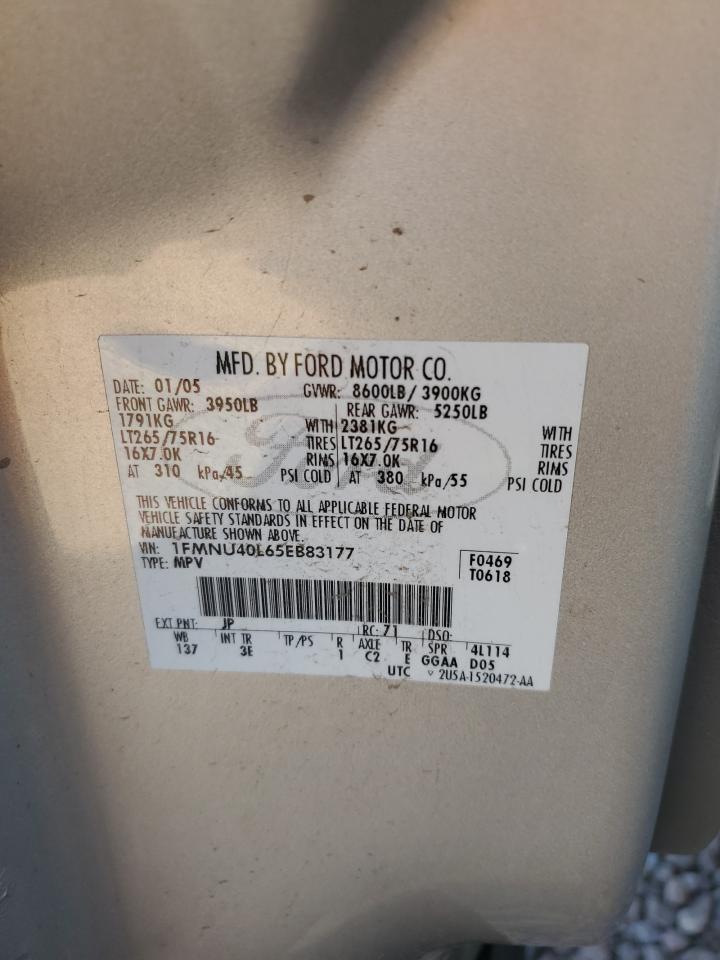 MFD. BY FORD MOTOR CO.
DATE: 01/05 GVWR: 8600LB/ 3900KG
FRONT GAWR: 3950LB REAR GAWR: 5250LB
1791KG WITH 2381KG WITH
LT265/75R16 TIRES LT265/75R16 TIRES
16X7.0K RIMS 16X7.0K RIMS
AT 310 kPa/45 PSI COLD AT 380 kPa/55 PSI COLD
Ford
THIS VEHICLE CONFORMS TO ALL APPLICABLE FEDERAL MOTOR
VEHICLE SAFETY STANDARDS IN EFFECT ON THE DATE OF
MANUFACTURE SHOWN ABOVE.
VIN: 1FMNU40L65EB83177 F0469
TYPE: MPV T0618
EXT PNT: JP RC: 71 DSO:
WB INT TR TP/PS R AXLE TR SPR 4L114
137 3E 1 C2 E GGAA D05
UTC 2U5A-1520472-AA